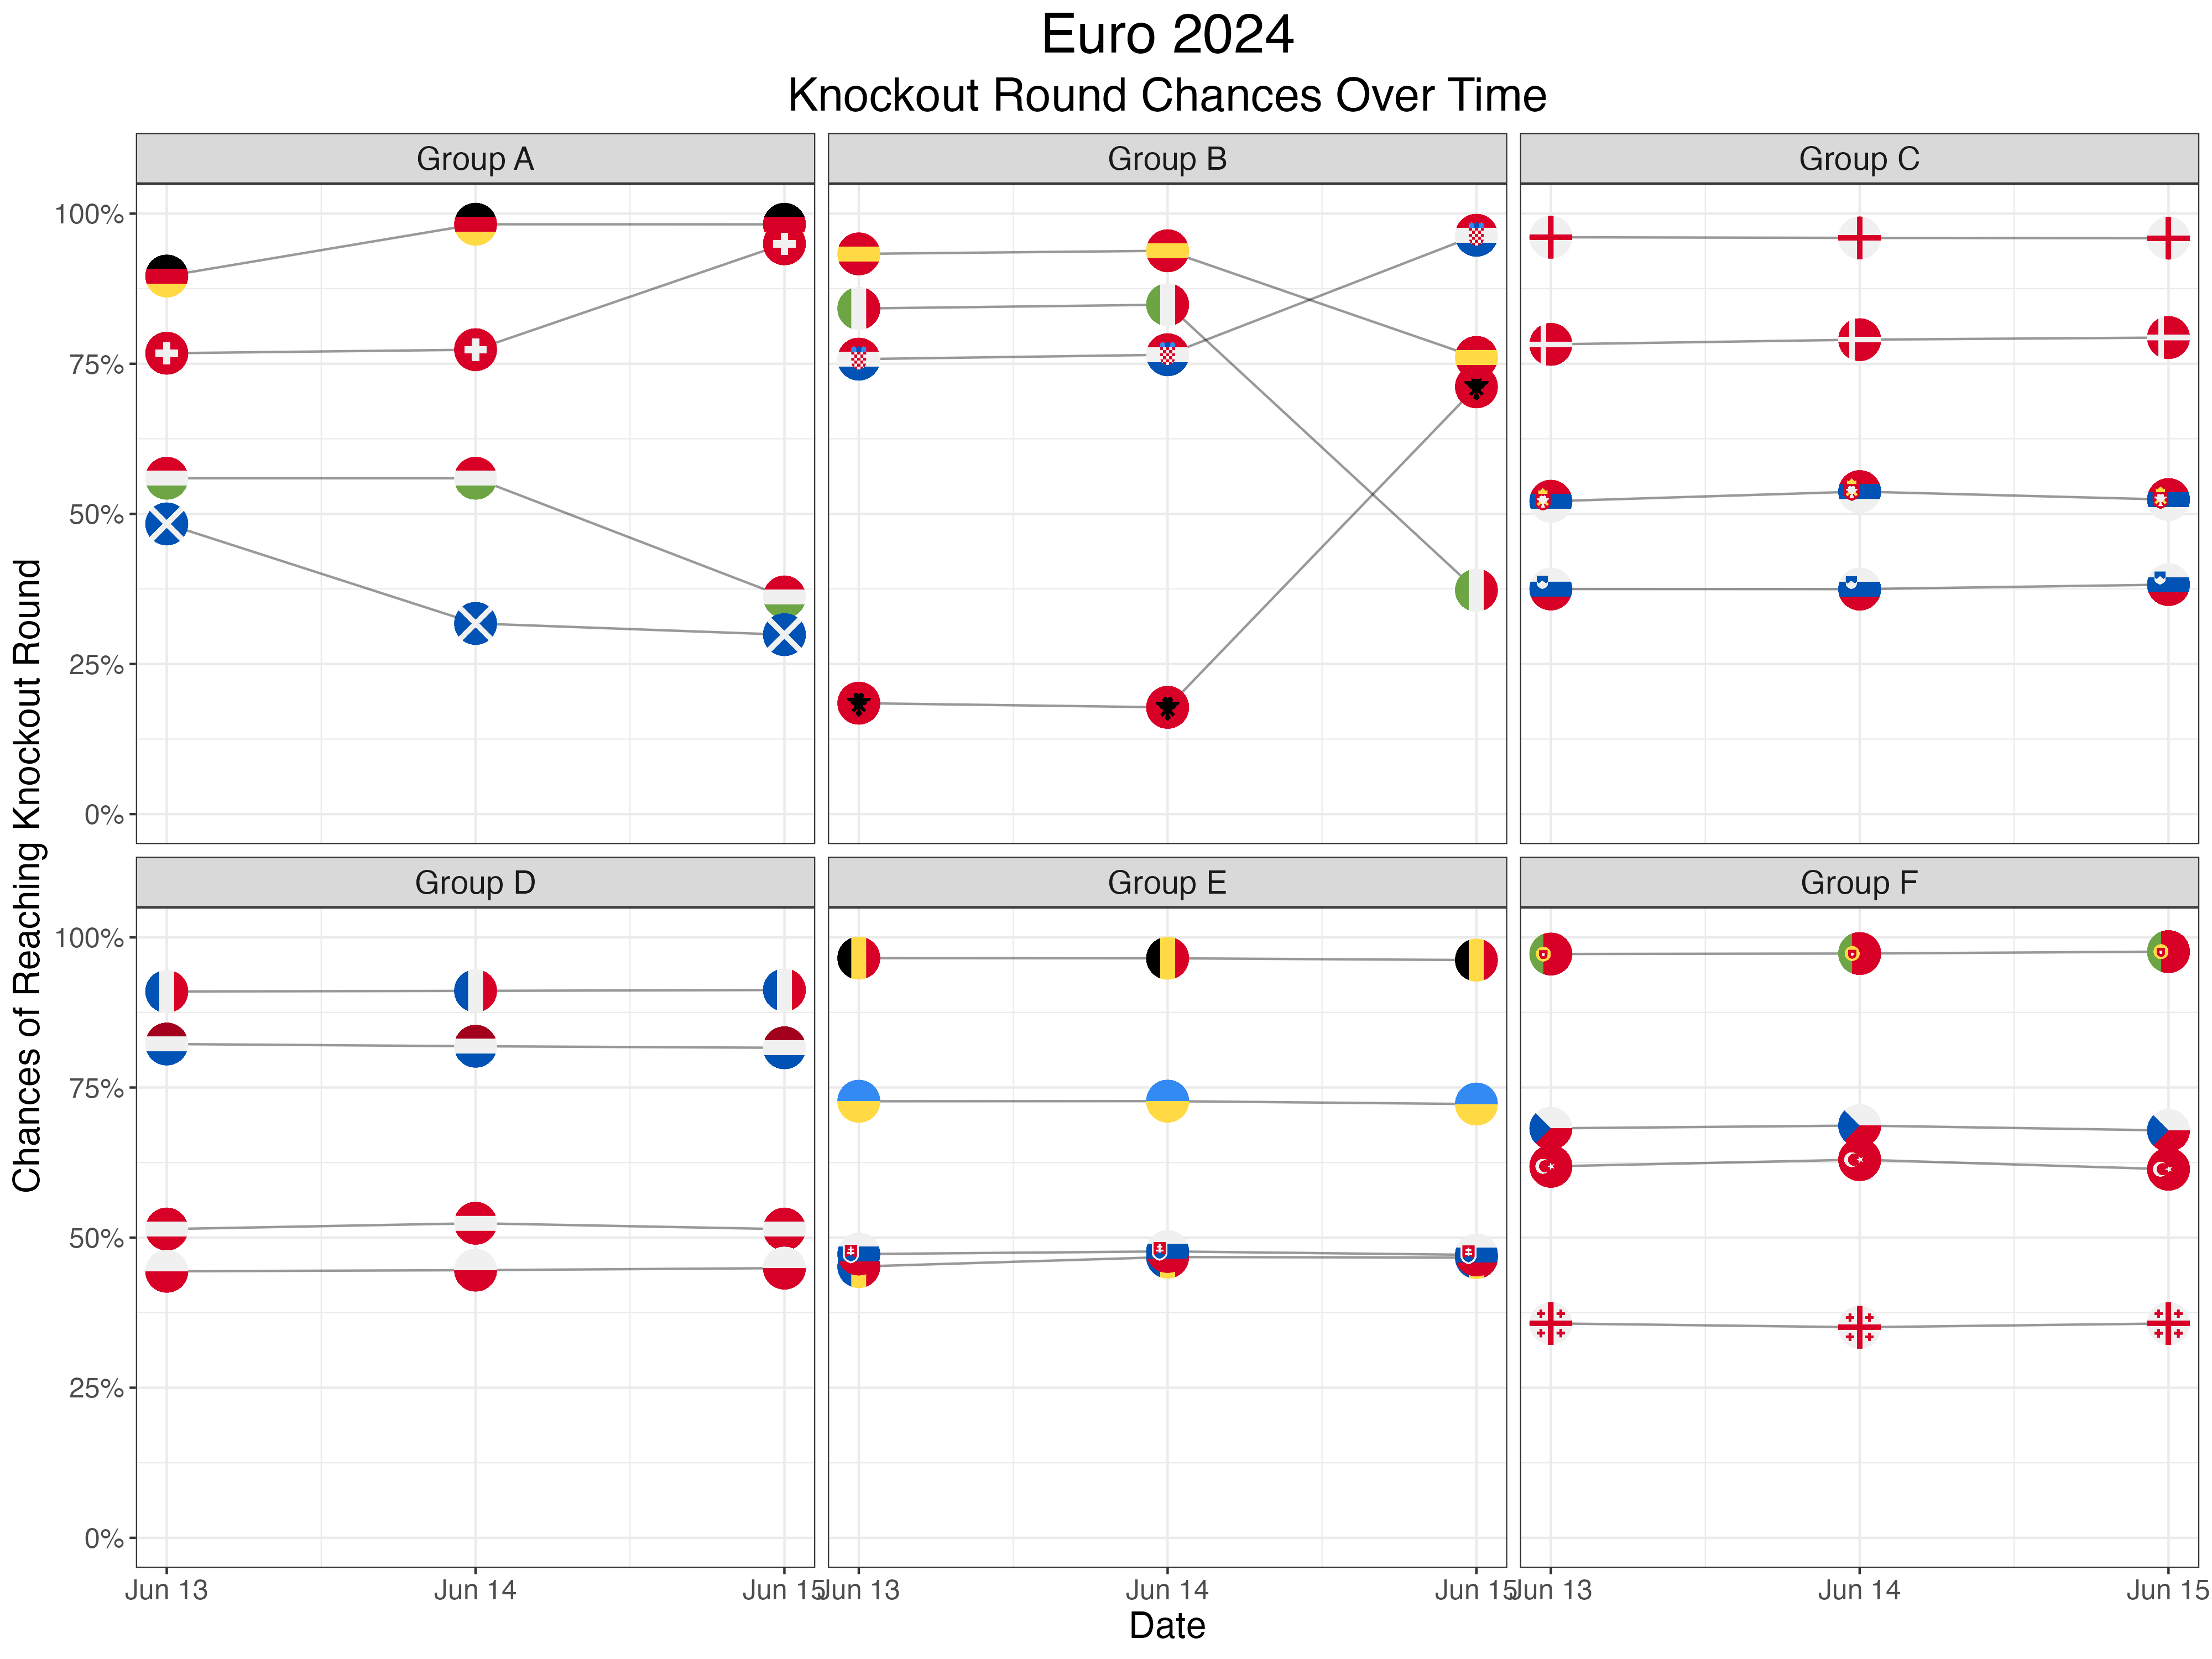 Euro 2024
Knockout Round Chances Over Time
Group A
Group B
Group C
100%
75%
50%
25%
0%
Group D
Group E
Group F
100%
75%
50%
25%
0%
Jun 13
Jun 14
Jun 15
Jun 13
Jun 14
Jun 15
Jun 13
Jun 14
Jun 15
Date
Chances of Reaching Knockout Round